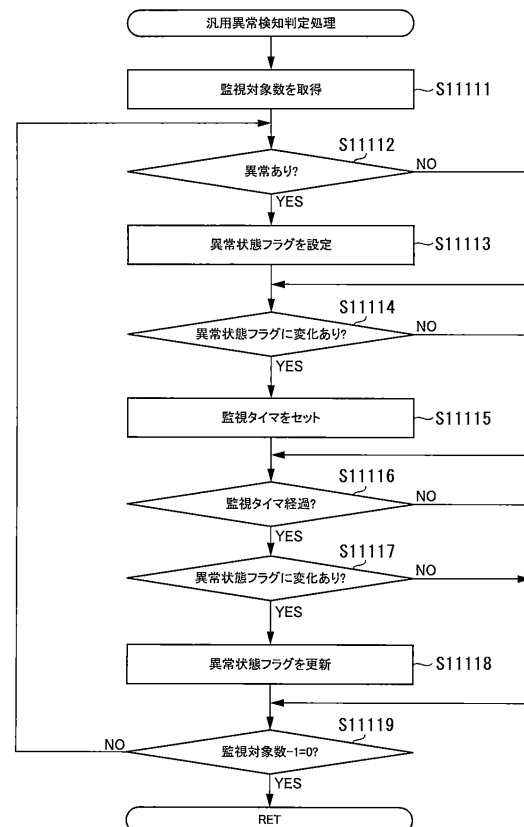 汎用異常検知判定処理
監視対象数を取得
S11111
S11112
異常あり?
NO
YES
異常状態フラグを設定
S11113
S11114
異常状態フラグに変化あり?
NO
YES
監視タイマをセット
S11115
S11116
監視タイマ経過?
NO
YES
S11117
異常状態フラグに変化あり?
NO
YES
異常状態フラグを更新
S11118
S11119
NO
監視対象数-1=0?
YES
RET